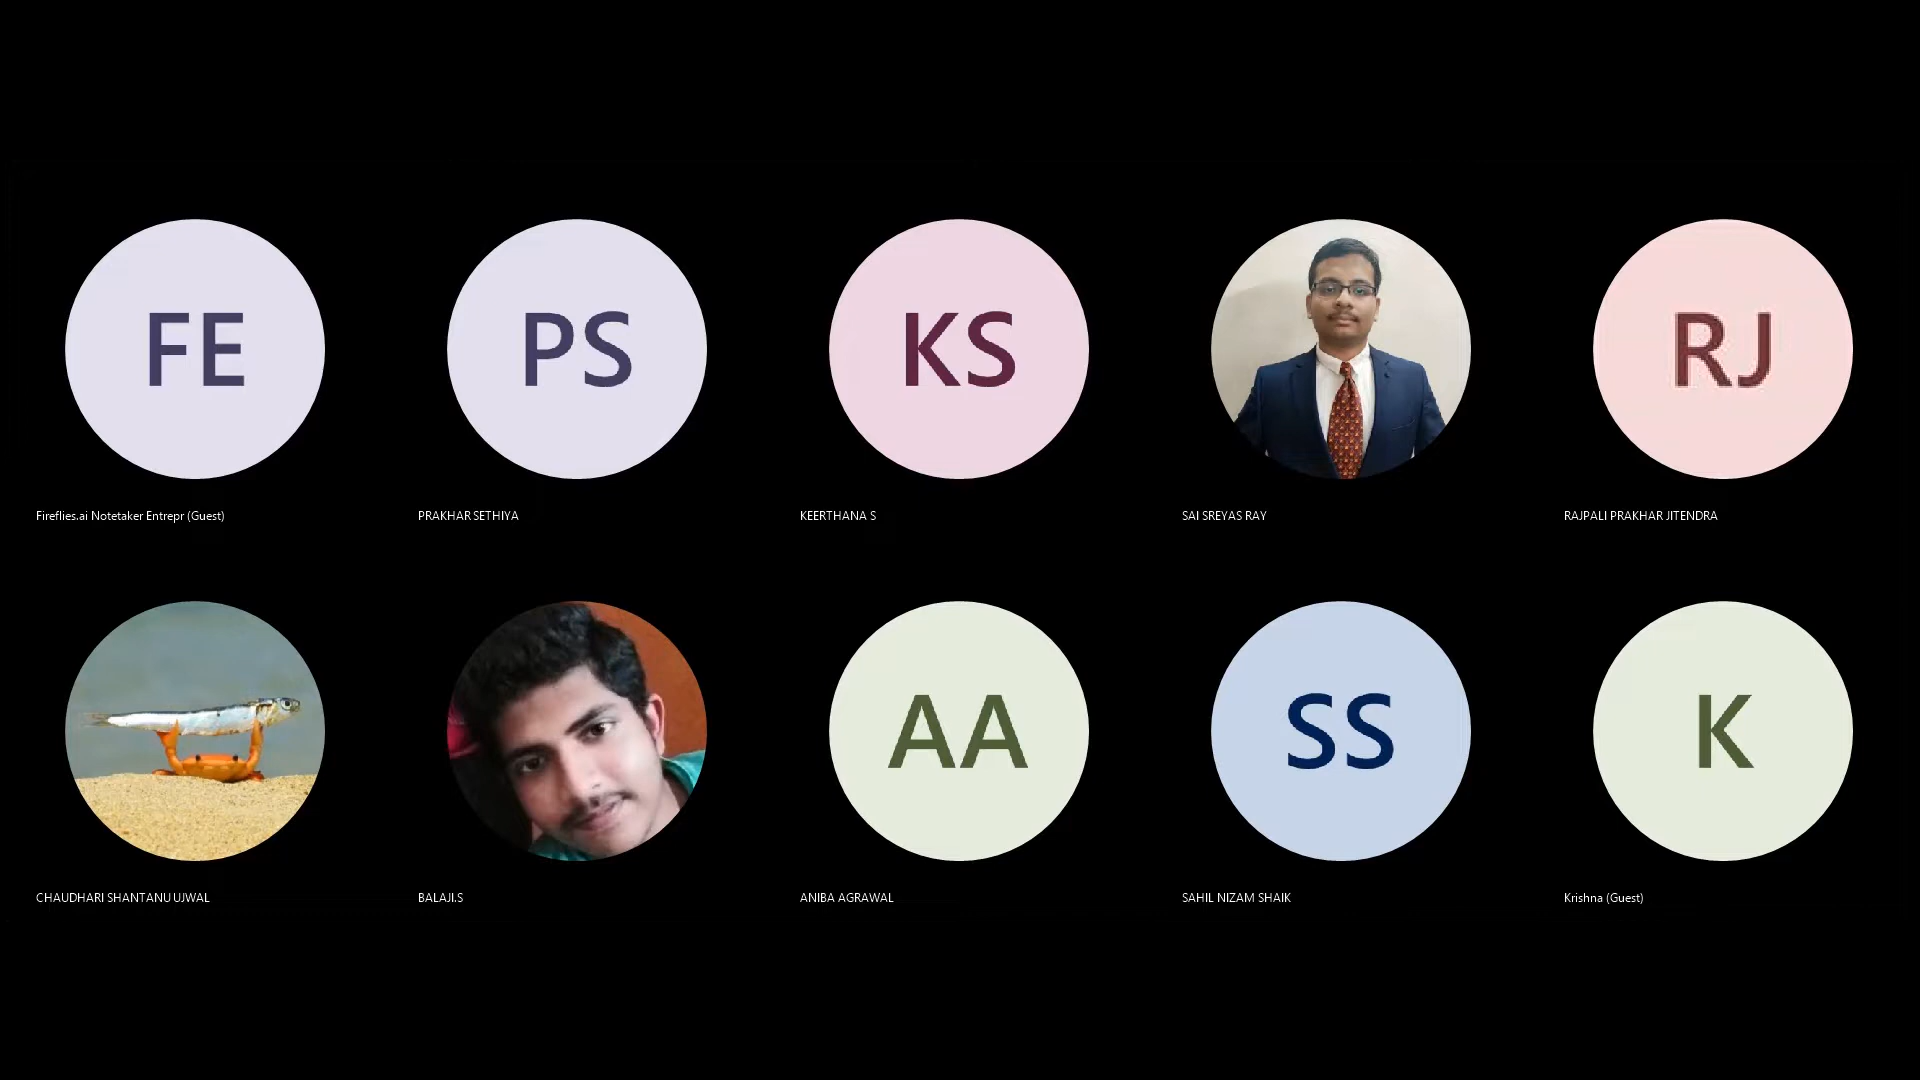 FE
PS
KS
RJ
Fireflies.ai Notetaker Entrepr (Guest)
PRAKHAR SETHIYA
KEERTHANA S
SAI SREYAS RAY
RAJPALI PRAKHAR JITENDRA
AA
SS
K
CHAUDHARI SHANTANU UJWAL
BALAJI.S
ANIBA AGRAWAL
SAHIL NIZAM SHAIK
Krishna (Guest)